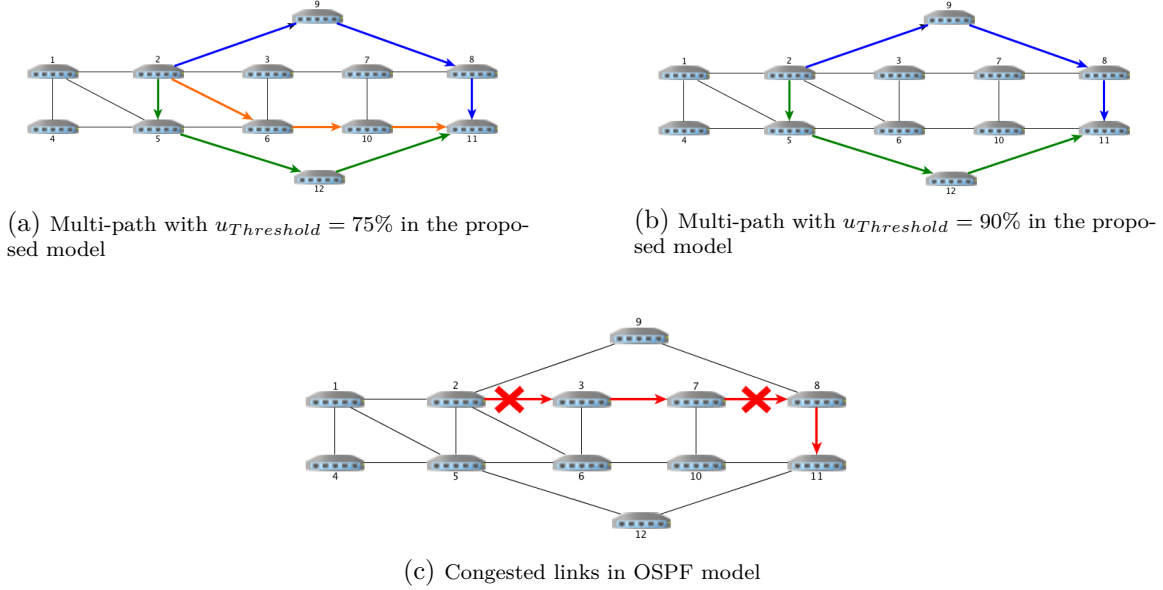 9
1 2 3 7 8
4 5 6 10 11
12
(a) Multi-path with u_Threshold = 75% in the propo-
sed model
9
1 2 3 7 8
4 5 6 10 11
12
(b) Multi-path with u_Threshold = 90% in the propo-
sed model
9
1 2 3 7 8
4 5 6 10 11
12
(c) Congested links in OSPF model